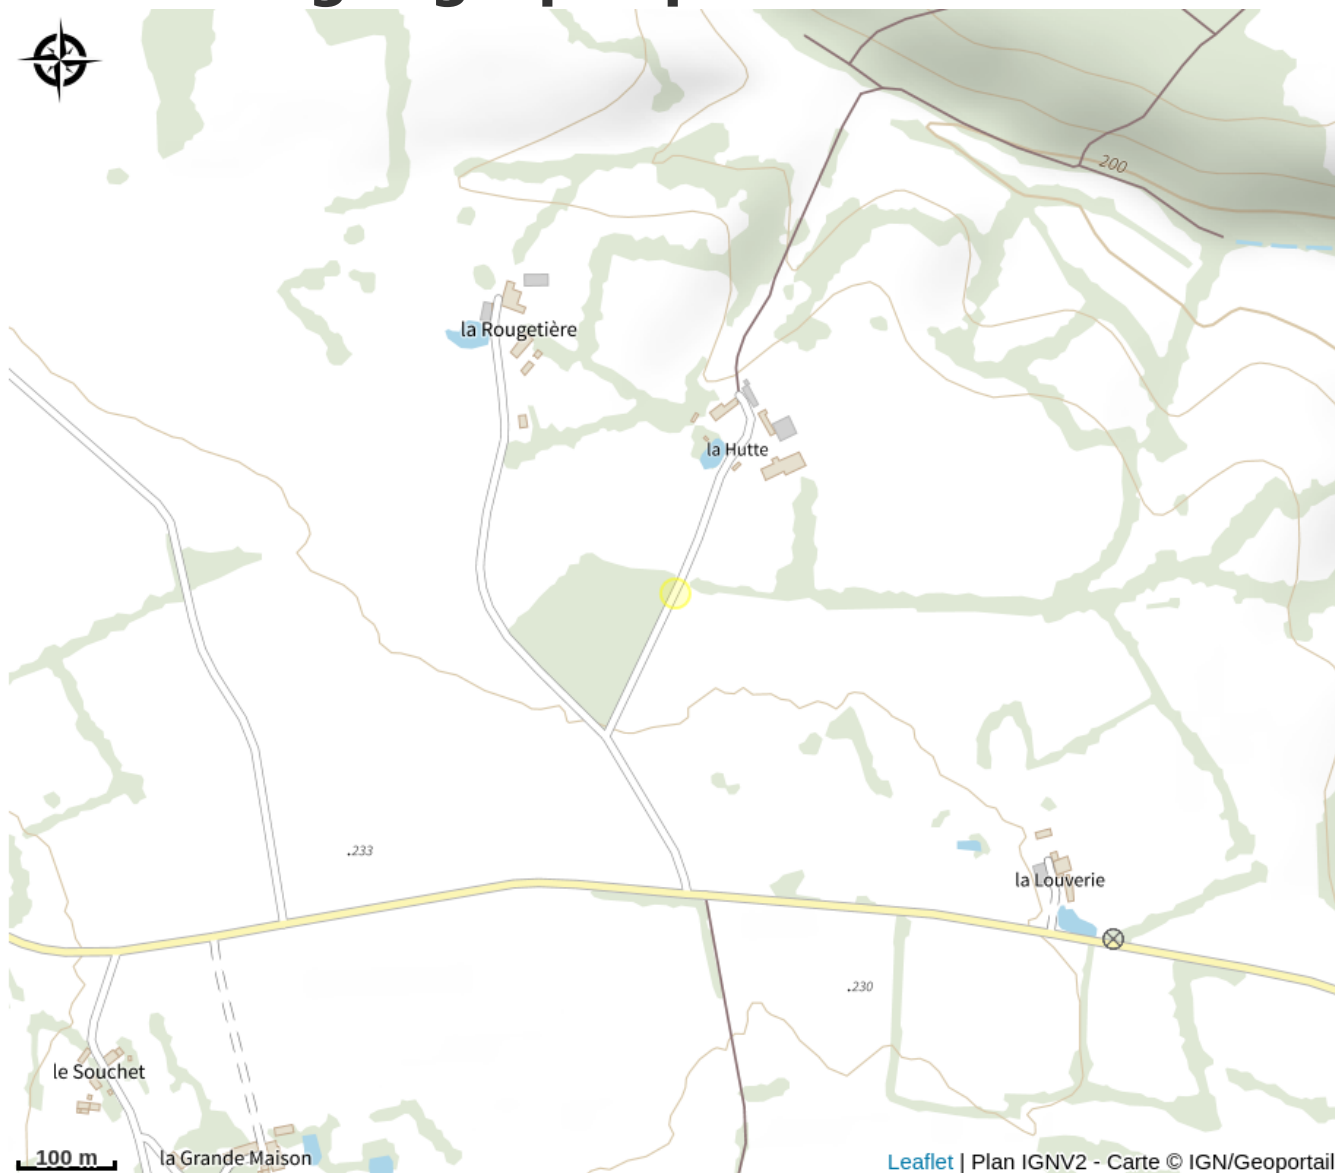 200
la Rougetière
la Hutte
.233
la Louverie
.230
le Souchet
100 m
la Grande Maison
Leaflet | Plan IGNV2 - Carte © IGN/Geoportail